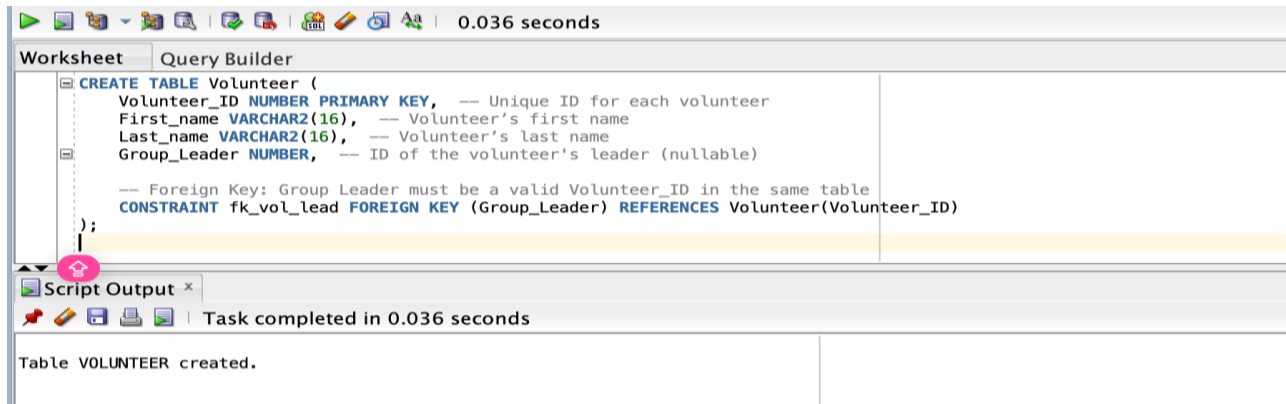 0.036 seconds
Worksheet Query Builder
CREATE TABLE Volunteer (
Volunteer_ID NUMBER PRIMARY KEY, -- Unique ID for each volunteer
First_name VARCHAR2(16), -- Volunteer’s first name
Last_name VARCHAR2(16), -- Volunteer’s last name
Group_Leader NUMBER, -- ID of the volunteer's leader (nullable)
-- Foreign Key: Group Leader must be a valid Volunteer_ID in the same table
CONSTRAINT fk_vol_lead FOREIGN KEY (Group_Leader) REFERENCES Volunteer(Volunteer_ID)
);
Script Output ×
Task completed in 0.036 seconds
Table VOLUNTEER created.